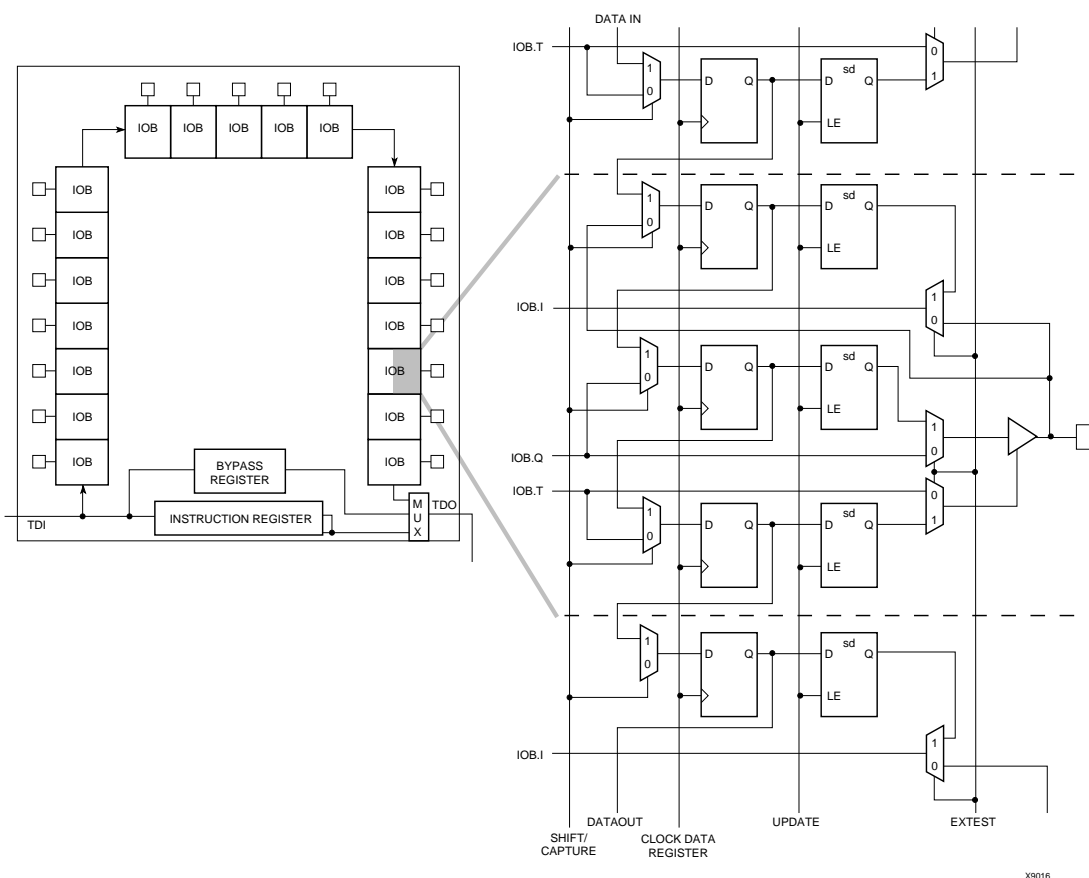 IOB IOB IOB IOB IOB
IOB
IOB
IOB
IOB
IOB
IOB
IOB
IOB
IOB
IOB
IOB
IOB
IOB
IOB
BYPASS
REGISTER
INSTRUCTION REGISTER
TDI
M
U
X
TDO
DATA IN
IOB.T
1
0
D Q
D sd Q
LE
0
1
1
0
D Q
D sd Q
LE
IOB.I
1
0
1
0
D Q
D sd Q
LE
1
0
IOB.Q
IOB.T
0
1
1
0
D Q
D sd Q
LE
1
0
D Q
D sd Q
LE
IOB.I
1
0
SHIFT/
CAPTURE
DATAOUT
CLOCK DATA
REGISTER
UPDATE
EXTEST
X9016